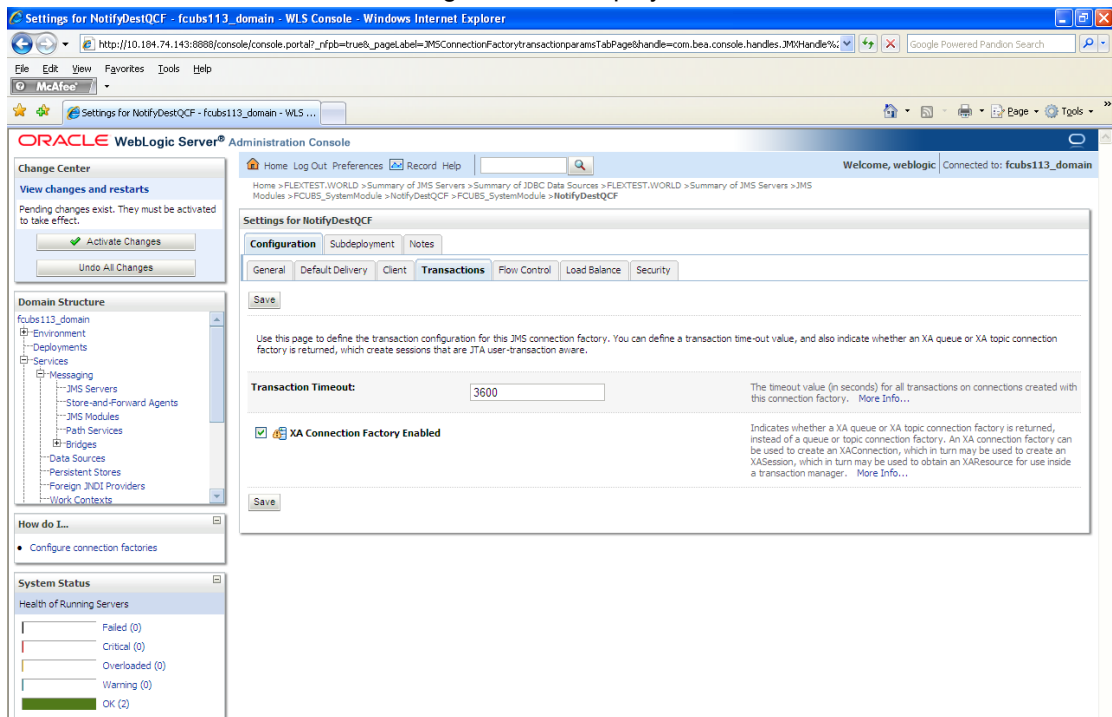 Settings for NotifyDestQCF - fcubs113_domain - WLS Console - Windows Internet Explorer
http://10.184.74.143:8888/console/console.portal?_nfpb=true&_pageLabel=JMSConnectionFactorytransactionparamsTabPage&handle=com.bea.console.handles.JMXHandle%
Google Powered Pandion Search
File Edit View Favorites Tools Help
McAfee
Settings for NotifyDestQCF - fcubs113_domain - WLS ...
Page Tools
ORACLE WebLogic Server® Administration Console
Change Center
View changes and restarts
Pending changes exist. They must be activated
to take effect.
Activate Changes
Undo All Changes
Domain Structure
fcubs113_domain
Environment
Deployments
Services
Messaging
JMS Servers
Store-and-Forward Agents
JMS Modules
Path Services
Bridges
Data Sources
Persistent Stores
Foreign JNDI Providers
Work Contexts
How do I...
Configure connection factories
System Status
Health of Running Servers
Failed (0)
Critical (0)
Overloaded (0)
Warning (0)
OK (2)
Home Log Out Preferences Record Help
Welcome, weblogic Connected to: fcubs113_domain
Home >FLEXTEST.WORLD >Summary of JMS Servers >Summary of JDBC Data Sources >FLEXTEST.WORLD >Summary of JMS Servers >JMS
Modules >FCUBS_SystemModule >NotifyDestQCF >FCUBS_SystemModule >NotifyDestQCF
Settings for NotifyDestQCF
Configuration Subdeployment Notes
General Default Delivery Client Transactions Flow Control Load Balance Security
Save
Use this page to define the transaction configuration for this JMS connection factory. You can define a transaction time-out value, and also indicate whether an XA queue or XA topic connection
factory is returned, which create sessions that are JTA user-transaction aware.
Transaction Timeout:
3600
The timeout value (in seconds) for all transactions on connections created with
this connection factory. More Info...
XA Connection Factory Enabled
Indicates whether a XA queue or XA topic connection factory is returned,
instead of a queue or topic connection factory. An XA connection factory can
be used to create an XAConnection, which in turn may be used to create an
XASession, which in turn may be used to obtain an XAResource for use inside
a transaction manager. More Info...
Save